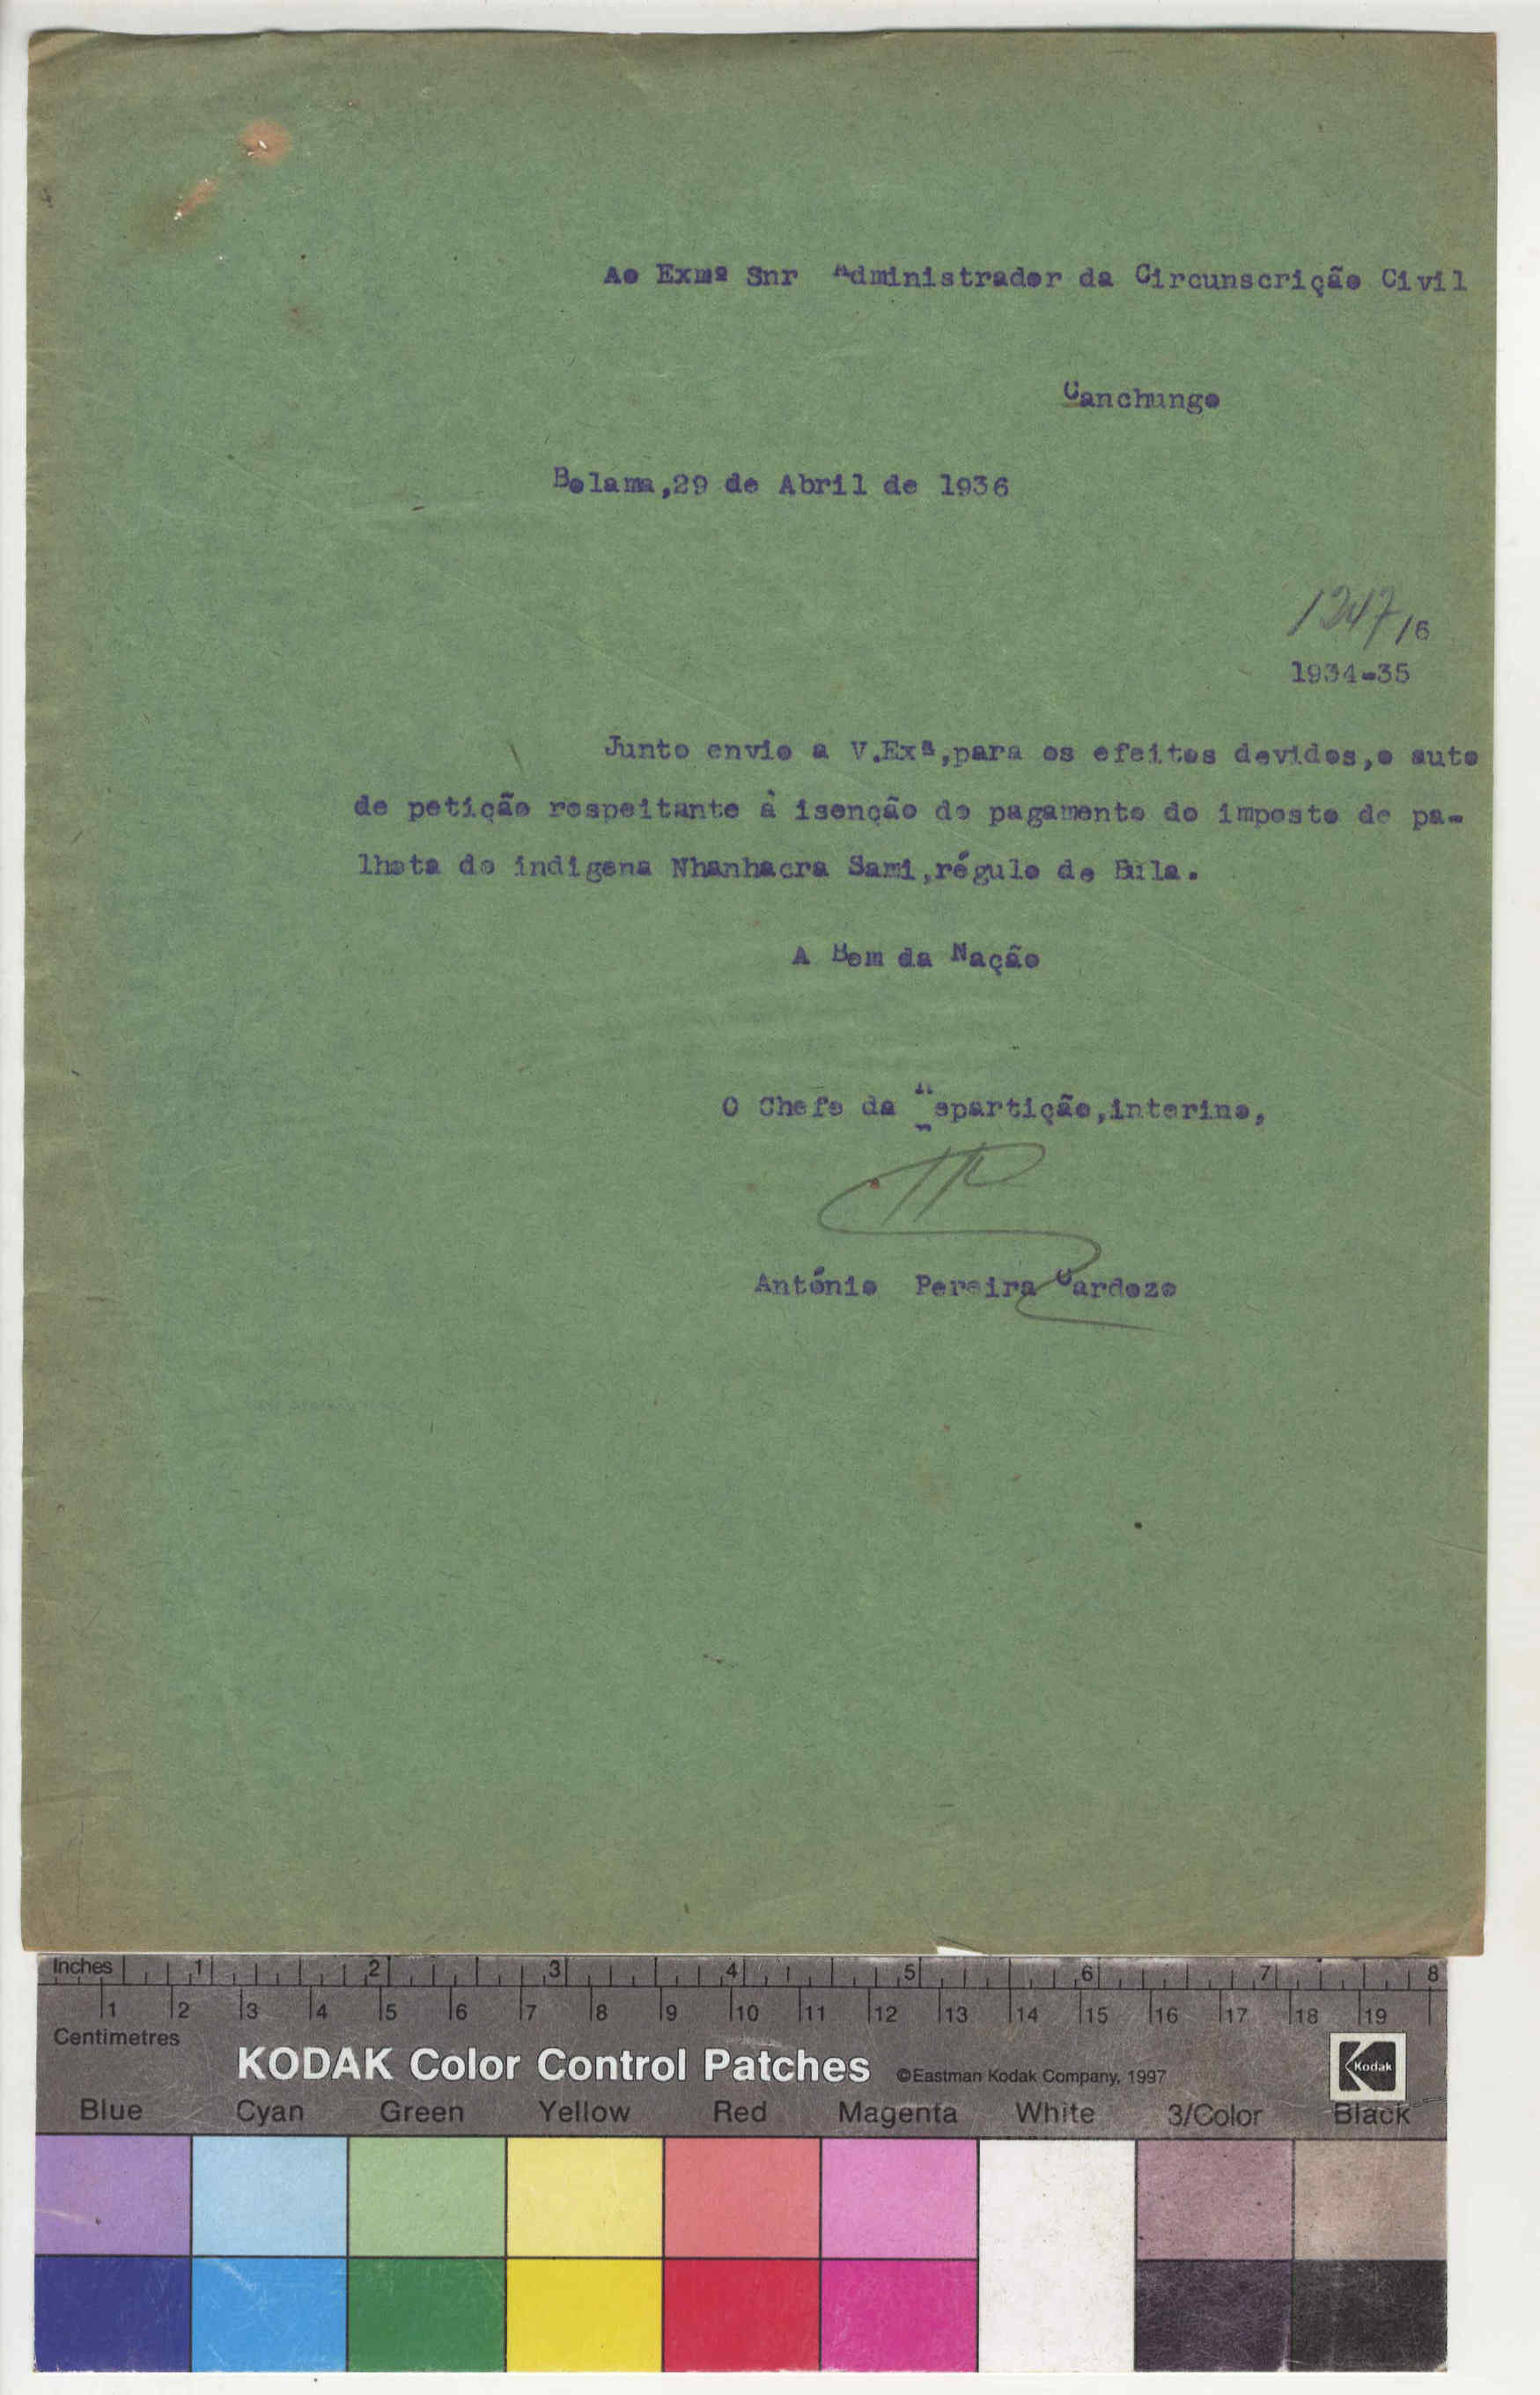 Ao Exmº Snr Administrador da Circunscrição Civil
Canchungo
Bolama,29 de Abril de 1936
1247/6
1934-35
Junto envio a V.Exª,para os efeitos devidos,o auto
de petição respeitante à isenção do pagamento do imposto de pa-
lhota do indigena Nhanhacra Sami,régulo de Bula.
A Bem da Nação
O Chefe da Repartição,interino,
António Pereira Cardozo
Inches 1 2 3 4 5 6 7 8
1 2 3 4 5 6 7 8 9 10 11 12 13 14 15 16 17 18 19
Centimetres
KODAK Color Control Patches ©Eastman Kodak Company, 1997 Kodak
Blue Cyan Green Yellow Red Magenta White 3/Color Black